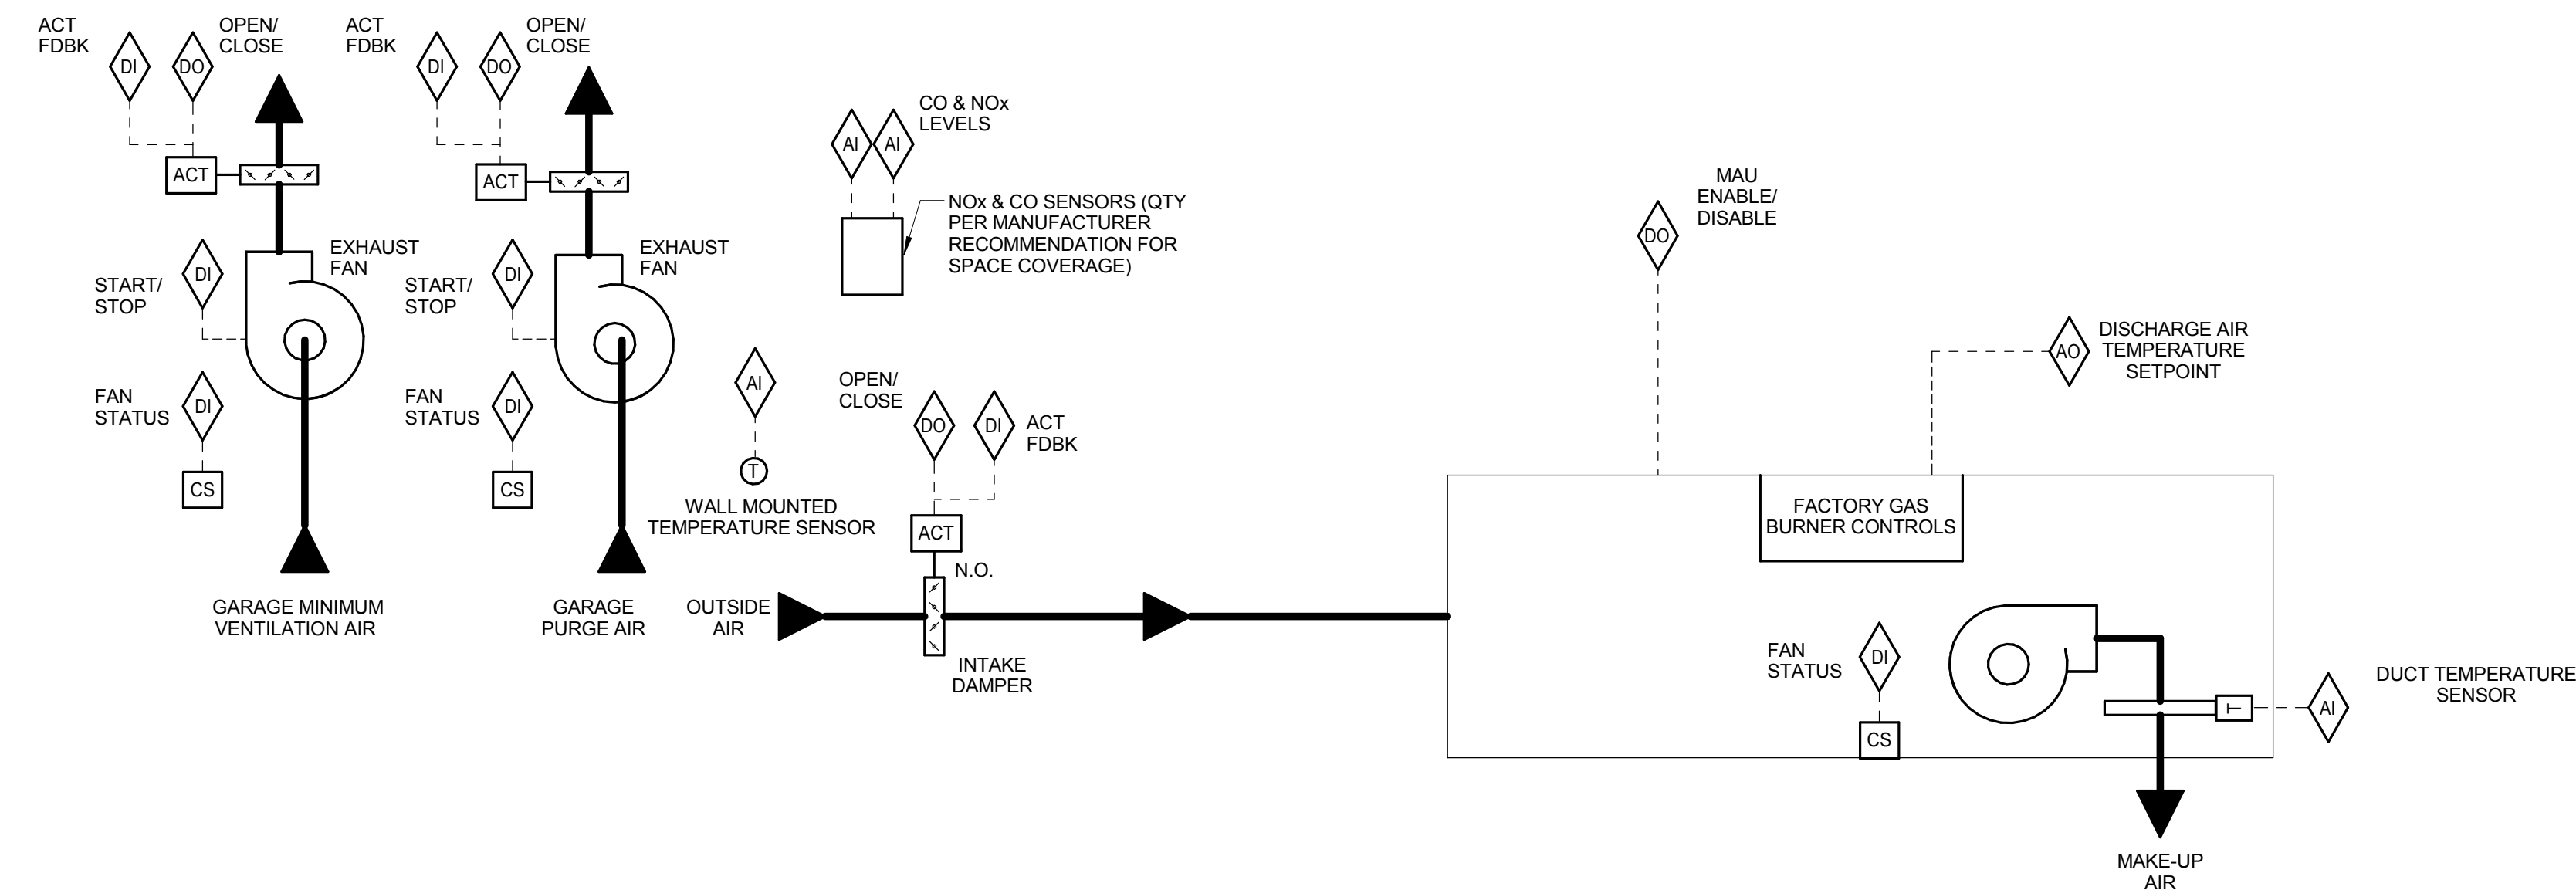 ACT
FDBK
DI
DO
OPEN/
CLOSE
ACT
ACT
FDBK
DI
DO
OPEN/
CLOSE
ACT
START/
STOP
DI
EXHAUST
FAN
FAN
STATUS
DI
CS
GARAGE MINIMUM
VENTILATION AIR
START/
STOP
DI
EXHAUST
FAN
FAN
STATUS
DI
CS
GARAGE
PURGE AIR
AI
AI
CO & NOx
LEVELS
NOx & CO SENSORS (QTY
PER MANUFACTURER
RECOMMENDATION FOR
SPACE COVERAGE)
AI
T
WALL MOUNTED
TEMPERATURE SENSOR
OPEN/
CLOSE
DO
DI
ACT
FDBK
ACT
N.O.
OUTSIDE
AIR
INTAKE
DAMPER
MAU
ENABLE/
DISABLE
DO
AO
DISCHARGE AIR
TEMPERATURE
SETPOINT
FACTORY GAS
BURNER CONTROLS
FAN
STATUS
DI
CS
T
AI
DUCT TEMPERATURE
SENSOR
MAKE-UP
AIR